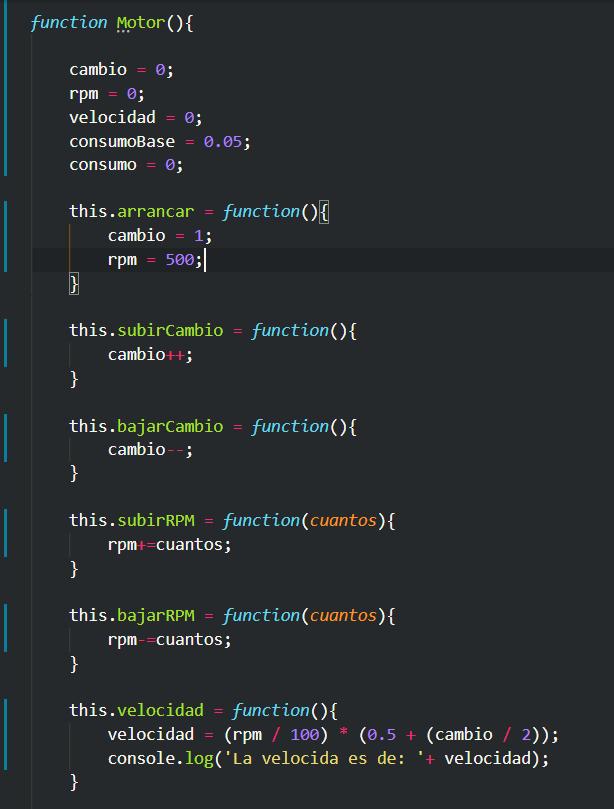 function Motor(){
cambio = 0;
rpm = 0;
velocidad = 0;
consumoBase = 0.05;
consumo = 0;
this.arrancar = function(){
cambio = 1;
rpm = 500;
}
this.subirCambio = function(){
cambio++;
}
this.bajarCambio = function(){
cambio--;
}
this.subirRPM = function(cuantos){
rpm+=cuantos;
}
this.bajarRPM = function(cuantos){
rpm-=cuantos;
}
this.velocidad = function(){
velocidad = (rpm / 100) * (0.5 + (cambio / 2));
console.log('La velocida es de: '+ velocidad);
}